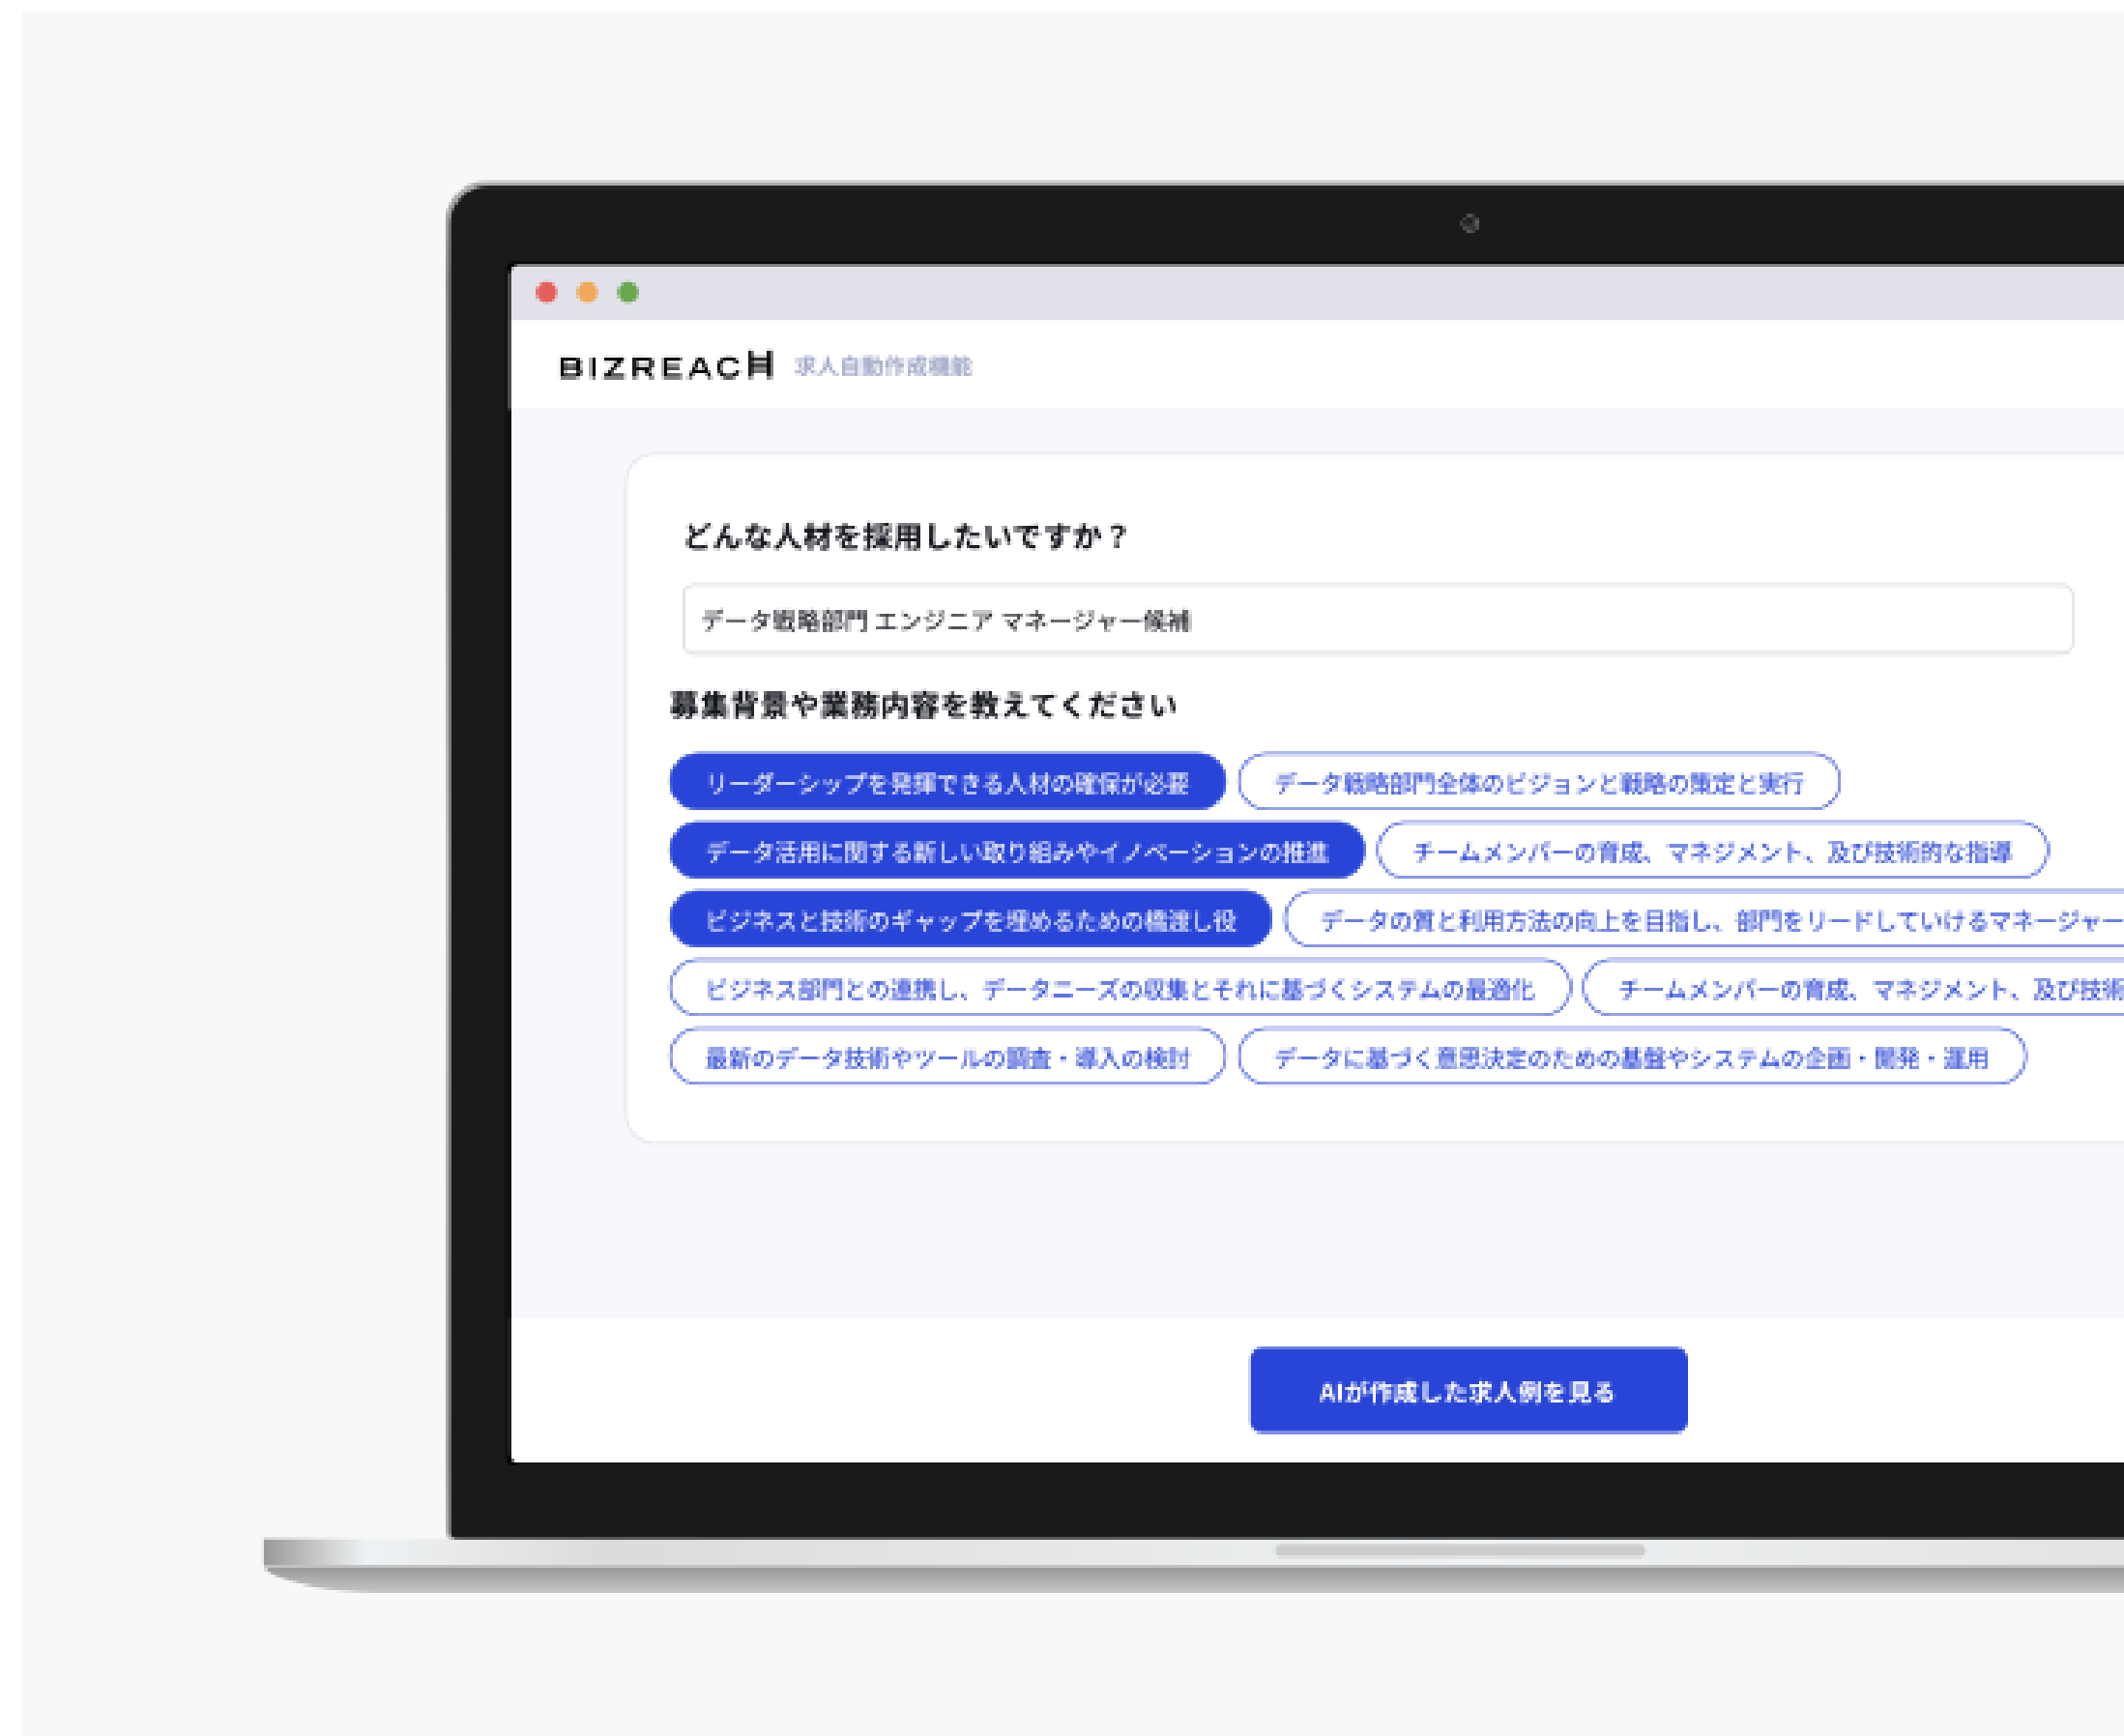 BIZREACH 求人自動作成機能
どんな人材を採用したいですか？
データ戦略部門 エンジニア マネージャー候補
募集背景や業務内容を教えてください
リーダーシップを発揮できる人材の確保が必要 データ戦略部門全体のビジョンと戦略の策定と実行
データ活用に関する新しい取り組みやイノベーションの推進 チームメンバーの育成、マネジメント、及び技術的な指導
ビジネスと技術のギャップを埋めるための橋渡し役 データの質と利用方法の向上を目指し、部門をリードしていけるマネージャー
ビジネス部門との連携し、データニーズの収集とそれに基づくシステムの最適化 チームメンバーの育成、マネジメント、及び技術
最新のデータ技術やツールの調査・導入の検討 データに基づく意思決定のための基盤やシステムの企画・開発・運用
AIが作成した求人例を見る